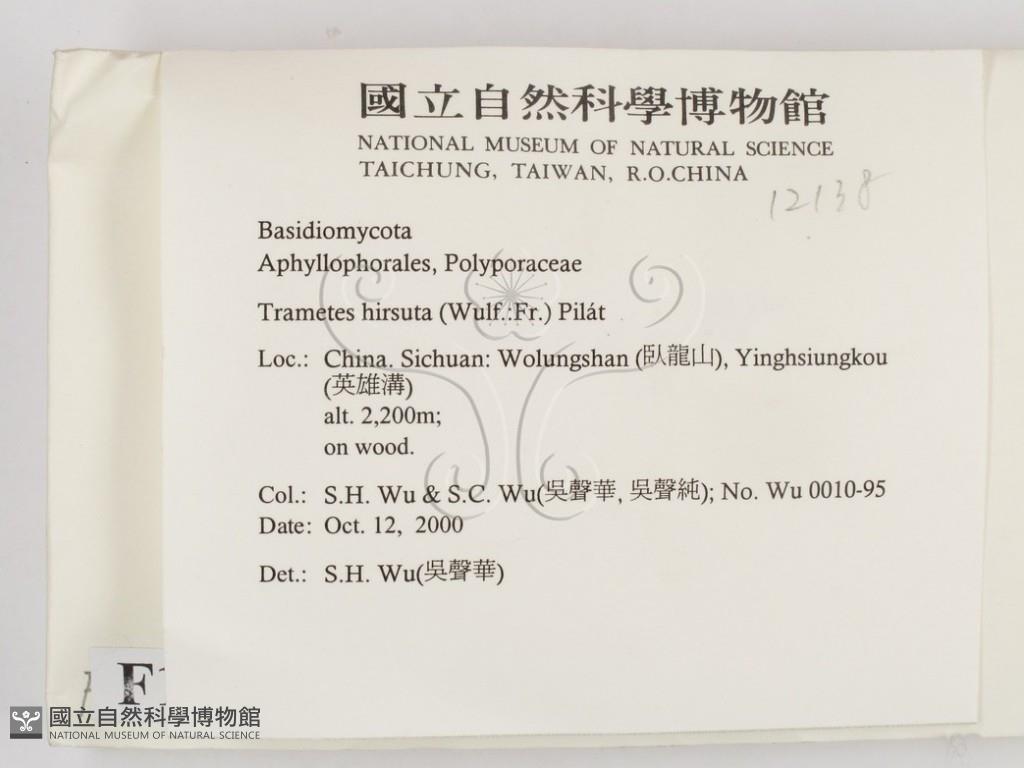 國立自然科學博物館
NATIONAL MUSEUM OF NATURAL SCIENCE
TAICHUNG, TAIWAN, R.O.CHINA
12138
Basidiomycota
Aphyllophorales, Polyporaceae
Trametes hirsuta (Wulf.:Fr.) Pilát
Loc.: China. Sichuan: Wolungshan (臥龍山), Yinghsiungkou
(英雄溝)
alt. 2,200m;
on wood.
Col.: S.H. Wu & S.C. Wu(吳聲華, 吳聲純); No. Wu 0010-95
Date: Oct. 12, 2000
Det.: S.H. Wu(吳聲華)
F
國立自然科學博物館
NATIONAL MUSEUM OF NATURAL SCIENCE